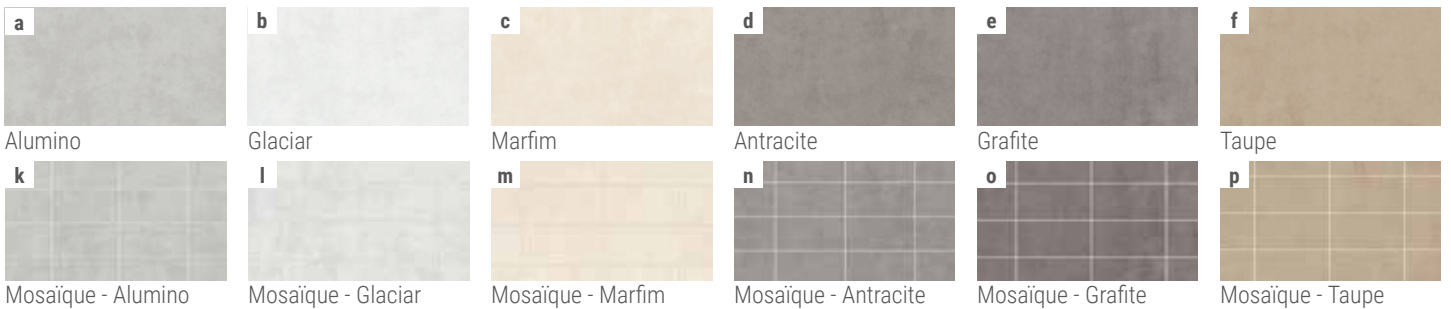 a b c d e f
Alumino Glaciar Marfim Antracite Grafite Taupe
k l m n o p
Mosaïque - Alumino Mosaïque - Glaciar Mosaïque - Marfim Mosaïque - Antracite Mosaïque - Grafite Mosaïque - Taupe